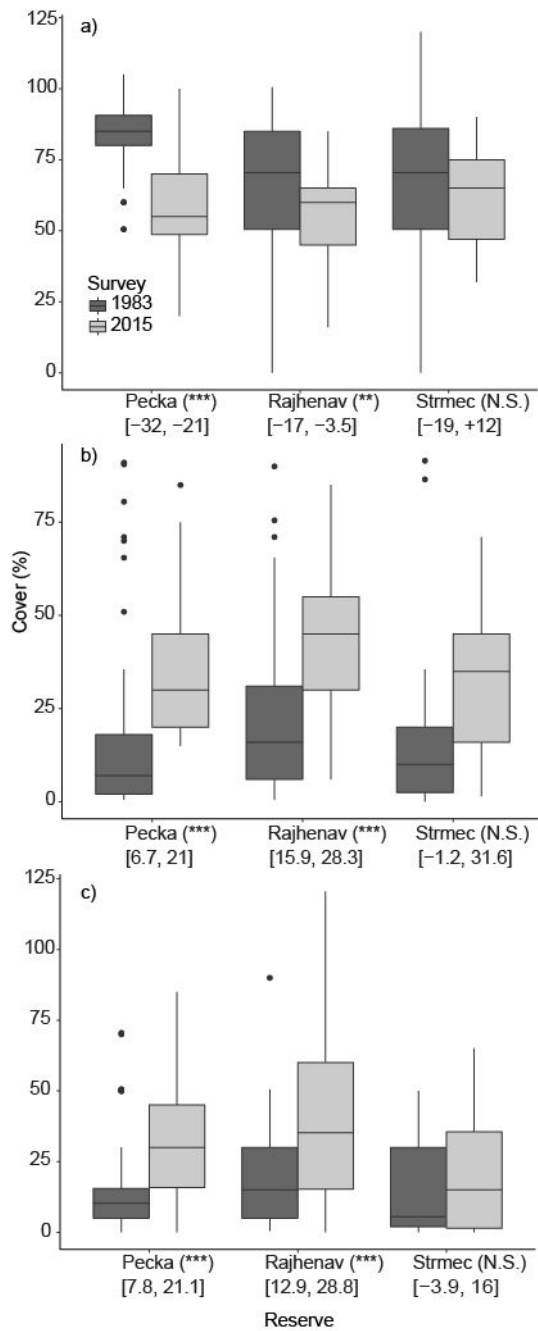 a)
125
100
75
50
25
0
Survey
1983
2015
Pecka (***) Rajhenav (**) Strmec (N.S.)
[−32, −21] [−17, −3.5] [−19, +12]
b)
75
50
25
0
Cover (%)
Pecka (***) Rajhenav (***) Strmec (N.S.)
[6.7, 21] [15.9, 28.3] [−1.2, 31.6]
c)
125
100
75
50
25
0
Pecka (***) Rajhenav (***) Strmec (N.S.)
[7.8, 21.1] [12.9, 28.8] [−3.9, 16]
Reserve